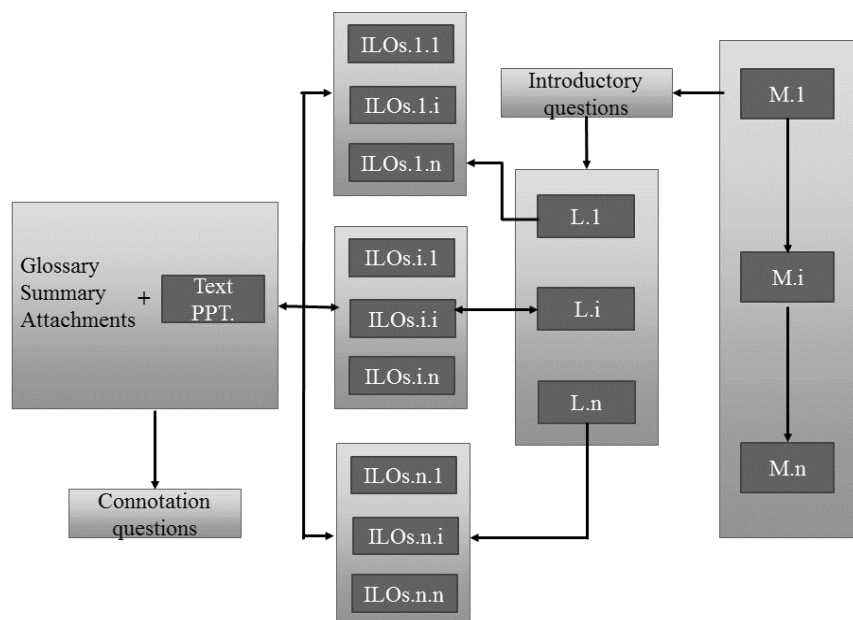 ILOs.1.1
ILOs.1.i
ILOs.1.n
Introductory
questions
M.1
M.i
M.n
L.1
L.i
L.n
Glossary
Summary
Attachments
+
Text
PPT.
ILOs.i.1
ILOs.i.i
ILOs.i.n
Connotation
questions
ILOs.n.1
ILOs.n.i
ILOs.n.n